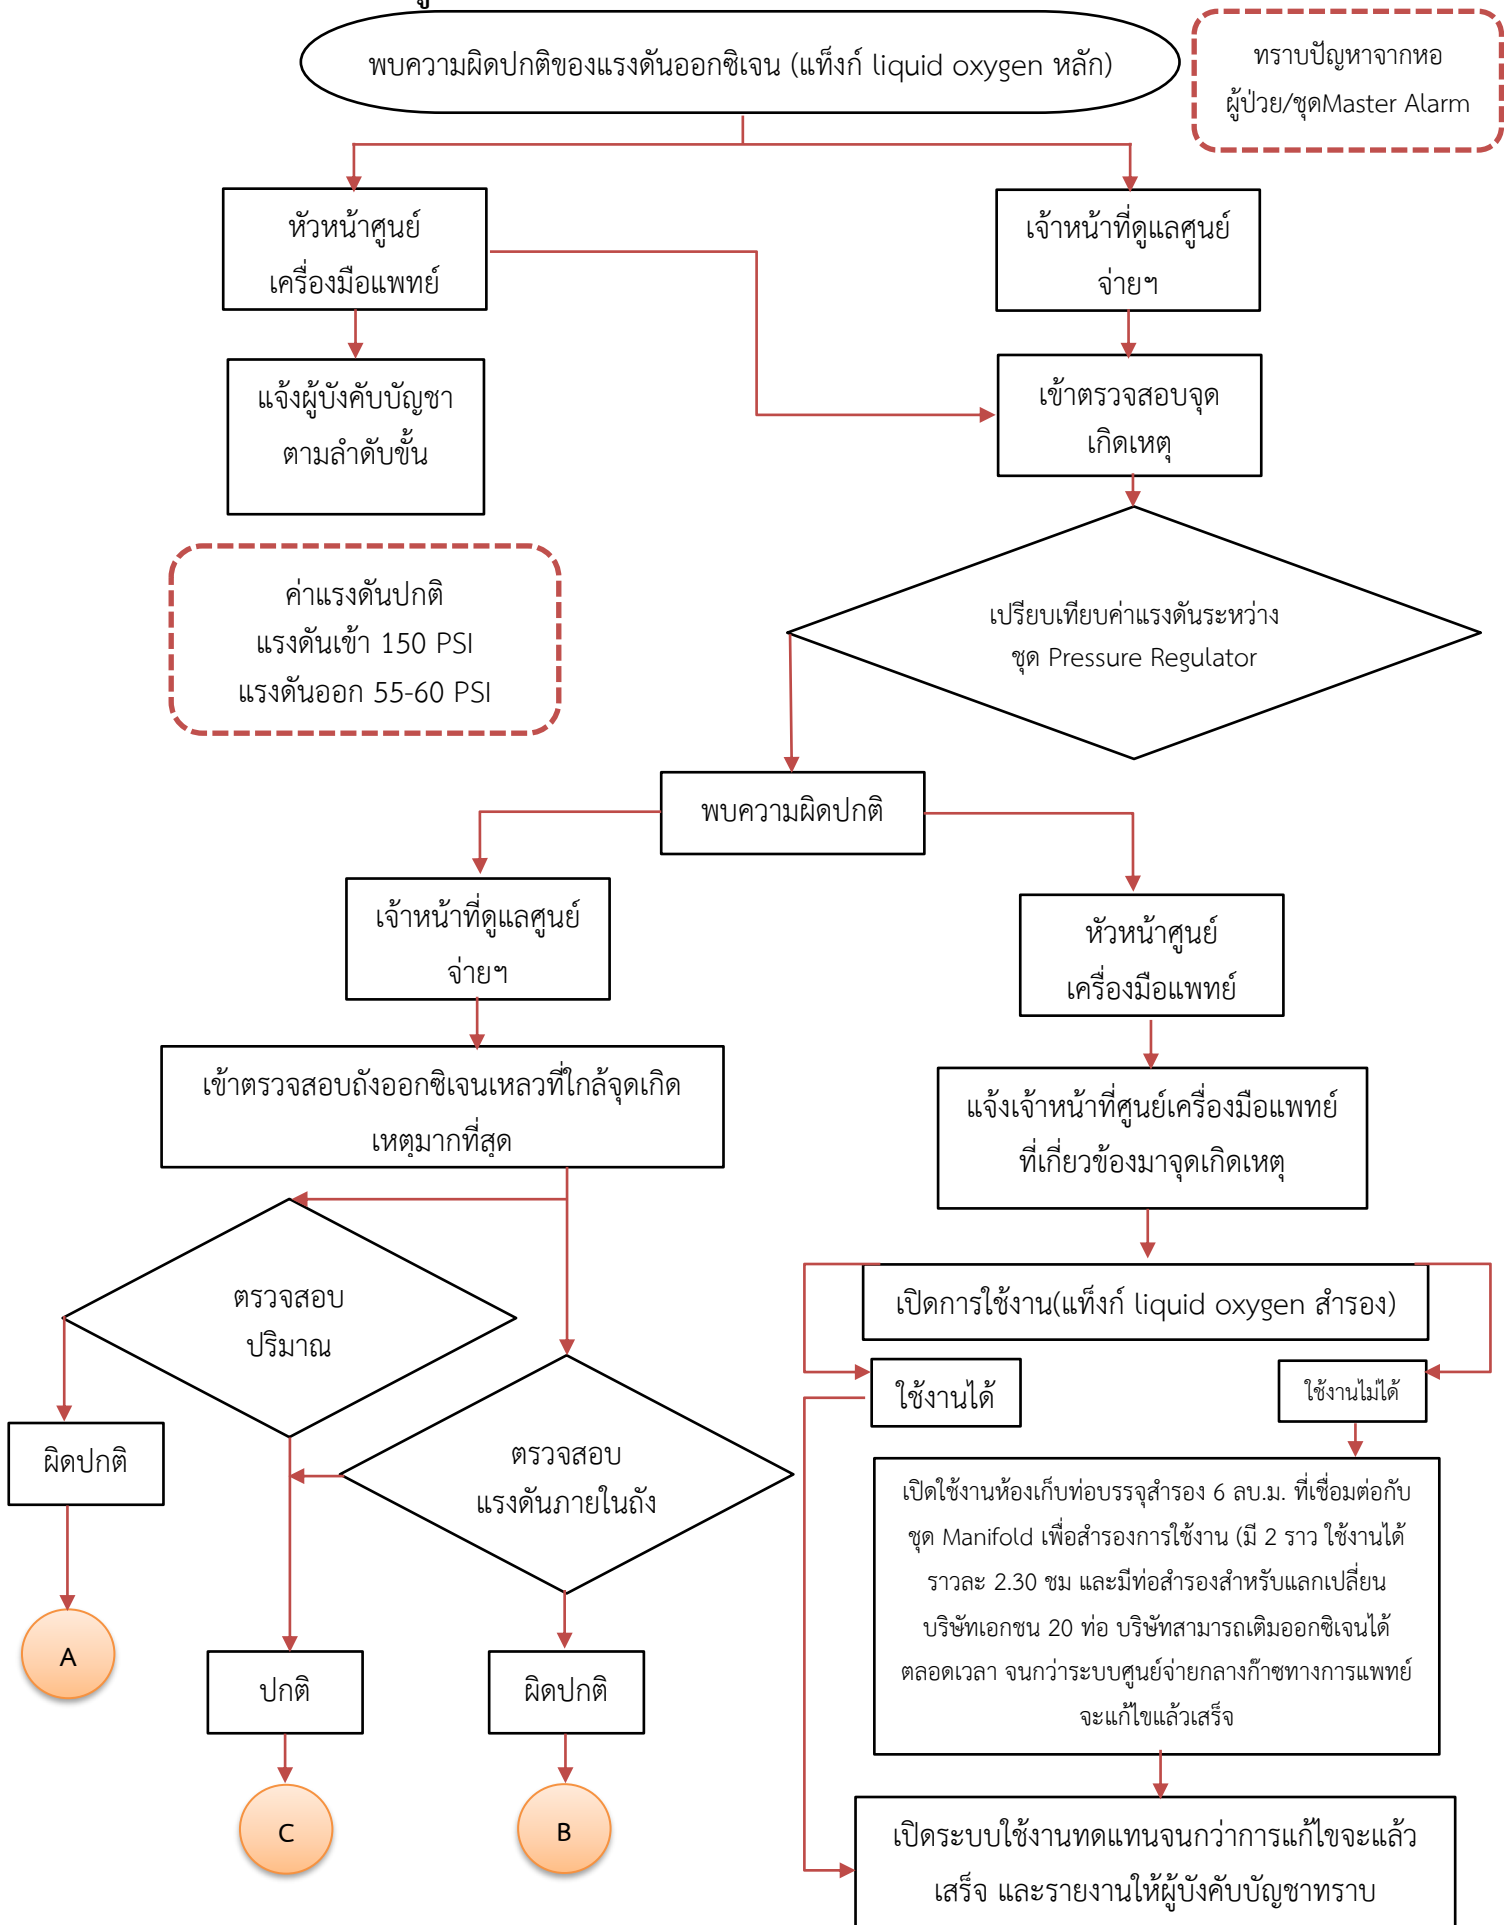 พบความผิดปกติของแรงดันออกซิเจน (แท็งก์ liquid oxygen หลัก)
ทราบปัญหาจากหอ
ผู้ป่วย/ชุดMaster Alarm
หัวหน้าศูนย์
เครื่องมือแพทย์
เจ้าหน้าที่ดูแลศูนย์
จ่ายฯ
แจ้งผู้บังคับบัญชา
ตามลำดับขั้น
เข้าตรวจสอบจุด
เกิดเหตุ
ค่าแรงดันปกติ
แรงดันเข้า 150 PSI
แรงดันออก 55-60 PSI
เปรียบเทียบค่าแรงดันระหว่าง
ชุด Pressure Regulator
พบความผิดปกติ
เจ้าหน้าที่ดูแลศูนย์
จ่ายฯ
หัวหน้าศูนย์
เครื่องมือแพทย์
เข้าตรวจสอบถังออกซิเจนเหลวที่ใกล้จุดเกิด
เหตุมากที่สุด
แจ้งเจ้าหน้าที่ศูนย์เครื่องมือแพทย์
ที่เกี่ยวข้องมาจุดเกิดเหตุ
ตรวจสอบ
ปริมาณ
เปิดการใช้งาน(แท็งก์ liquid oxygen สำรอง)
ใช้งานได้
ใช้งานไม่ได้
ผิดปกติ
ตรวจสอบ
แรงดันภายในถัง
เปิดใช้งานห้องเก็บท่อบรรจุสำรอง 6 ลบ.ม. ที่เชื่อมต่อกับ
ชุด Manifold เพื่อสำรองการใช้งาน (มี 2 ราว ใช้งานได้
ราวละ 2.30 ชม และมีท่อสำรองสำหรับแลกเปลี่ยน
บริษัทเอกชน 20 ท่อ บริษัทสามารถเติมออกซิเจนได้
ตลอดเวลา จนกว่าระบบศูนย์จ่ายกลางก๊าซทางการแพทย์
จะแก้ไขแล้วเสร็จ
A
ปกติ
ผิดปกติ
C
B
เปิดระบบใช้งานทดแทนจนกว่าการแก้ไขจะแล้ว
เสร็จ และรายงานให้ผู้บังคับบัญชาทราบ